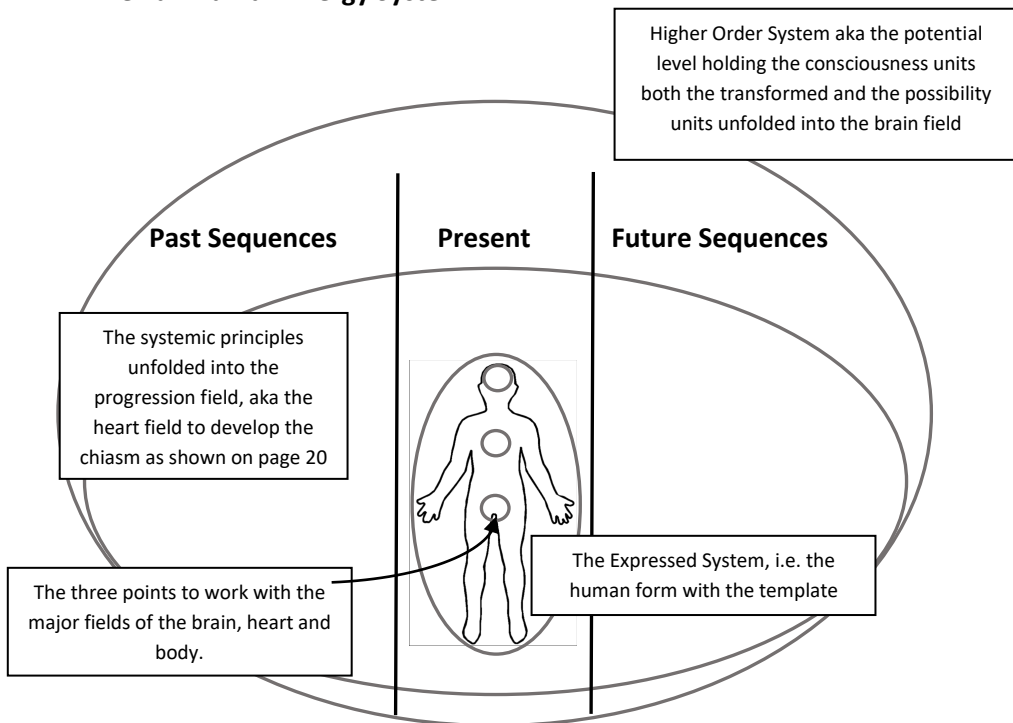 Higher Order System aka the potential
level holding the consciousness units
both the transformed and the possibility
units unfolded into the brain field
Past Sequences
Present
Future Sequences
The systemic principles
unfolded into the
progression field, aka the
heart field to develop the
chiasm as shown on page 20
The Expressed System, i.e. the
human form with the template
The three points to work with the
major fields of the brain, heart and
body.